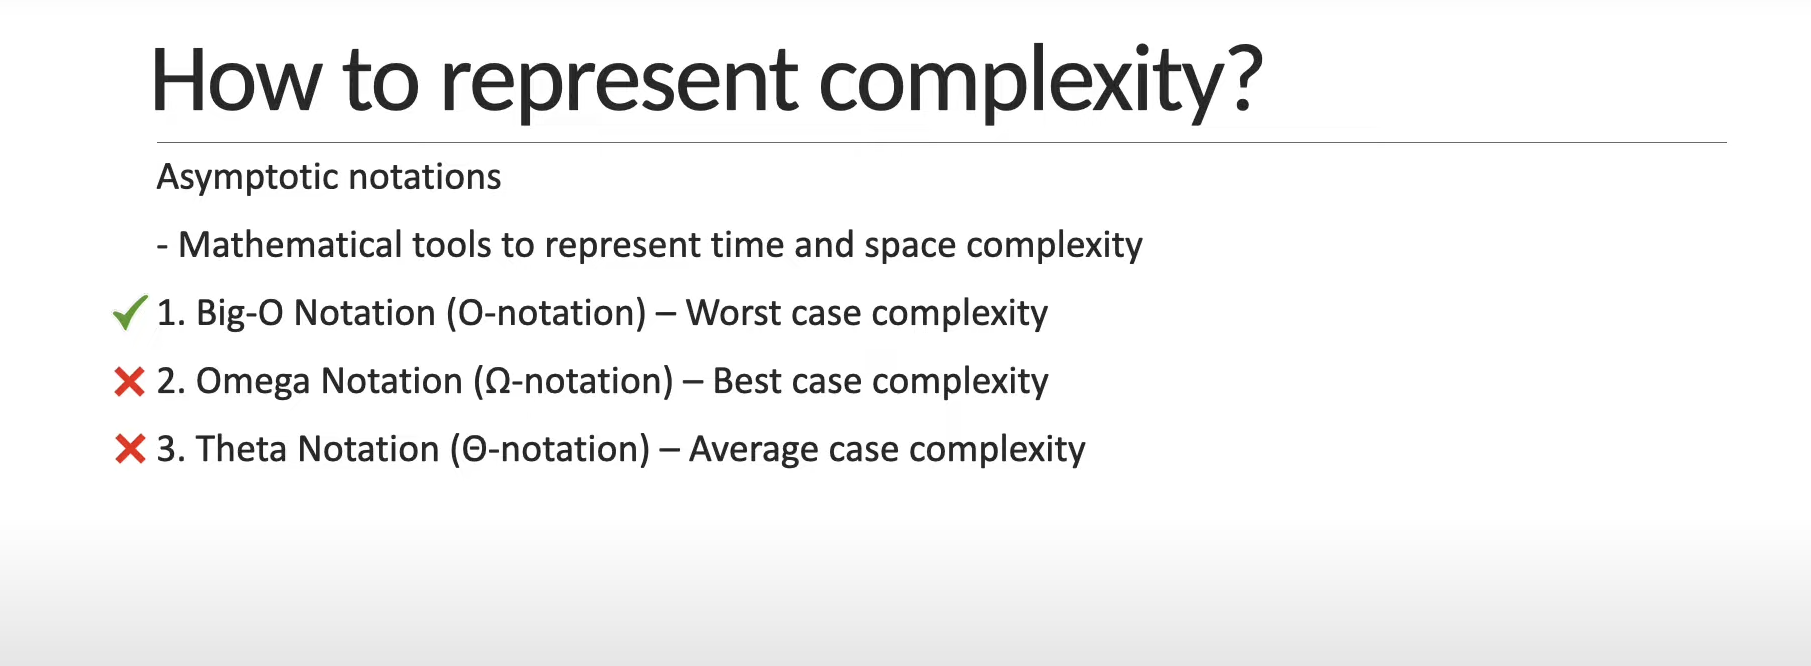 How to represent complexity?
Asymptotic notations
- Mathematical tools to represent time and space complexity
1. Big-O Notation (O-notation) – Worst case complexity
2. Omega Notation (Ω-notation) – Best case complexity
3. Theta Notation (Θ-notation) – Average case complexity